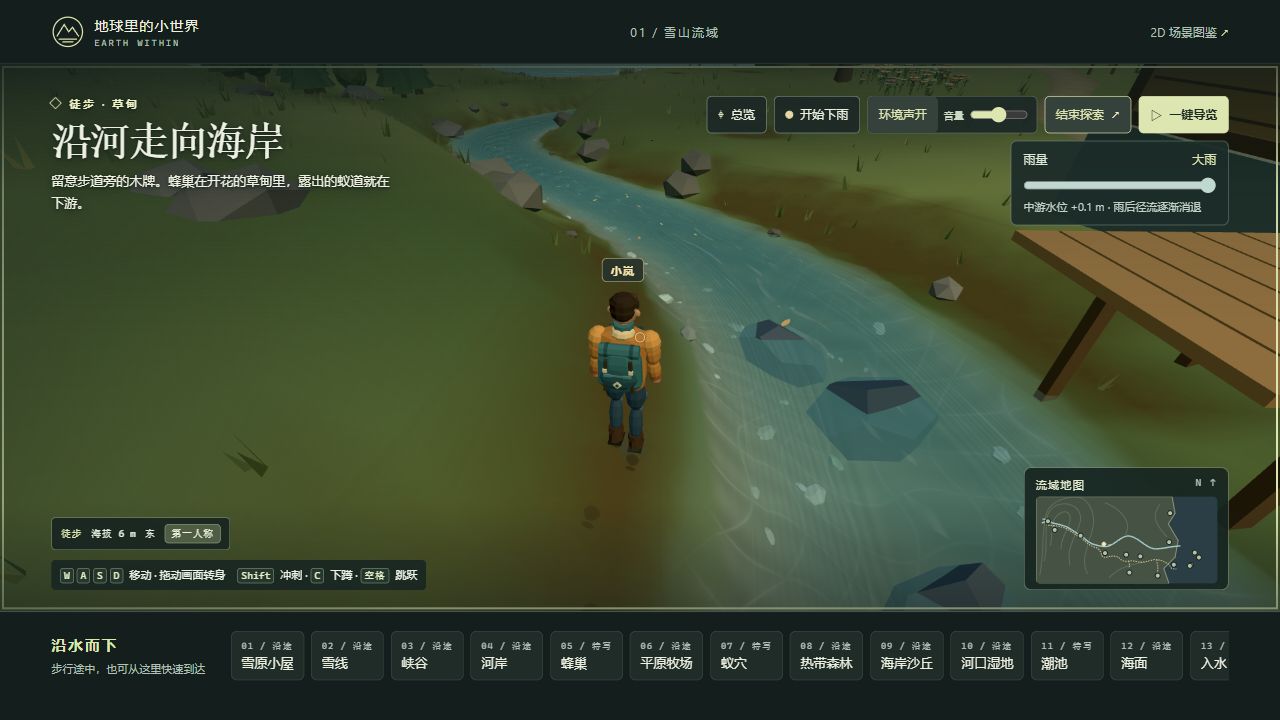 地球里的小世界
EARTH WITHIN
01 / 雪山流域
2D 场景图鉴 ↗
徒步 · 草甸
沿河走向海岸
留意步道旁的木牌。蜂巢在开花的草甸里，露出的蚁道就在
下游。
总览
开始下雨
环境声开
音量
结束探索 ↗
一键导览
雨量
大雨
中游水位 +0.1 m · 雨后径流逐渐消退
小岚
流域地图
N ↑
徒步 海拔 6 m 东 第一人称
W A S D 移动 · 拖动画面转身 Shift 冲刺 · C 下蹲 · 空格 跳跃
沿水而下
步行途中，也可从这里快速到达
01 / 沿途
雪原小屋
02 / 沿途
雪线
03 / 沿途
峡谷
04 / 沿途
河岸
05 / 特写
蜂巢
06 / 沿途
平原牧场
07 / 特写
蚁穴
08 / 沿途
热带森林
09 / 沿途
海岸沙丘
10 / 沿途
河口湿地
11 / 特写
潮池
12 / 沿途
海面
13 /
入水